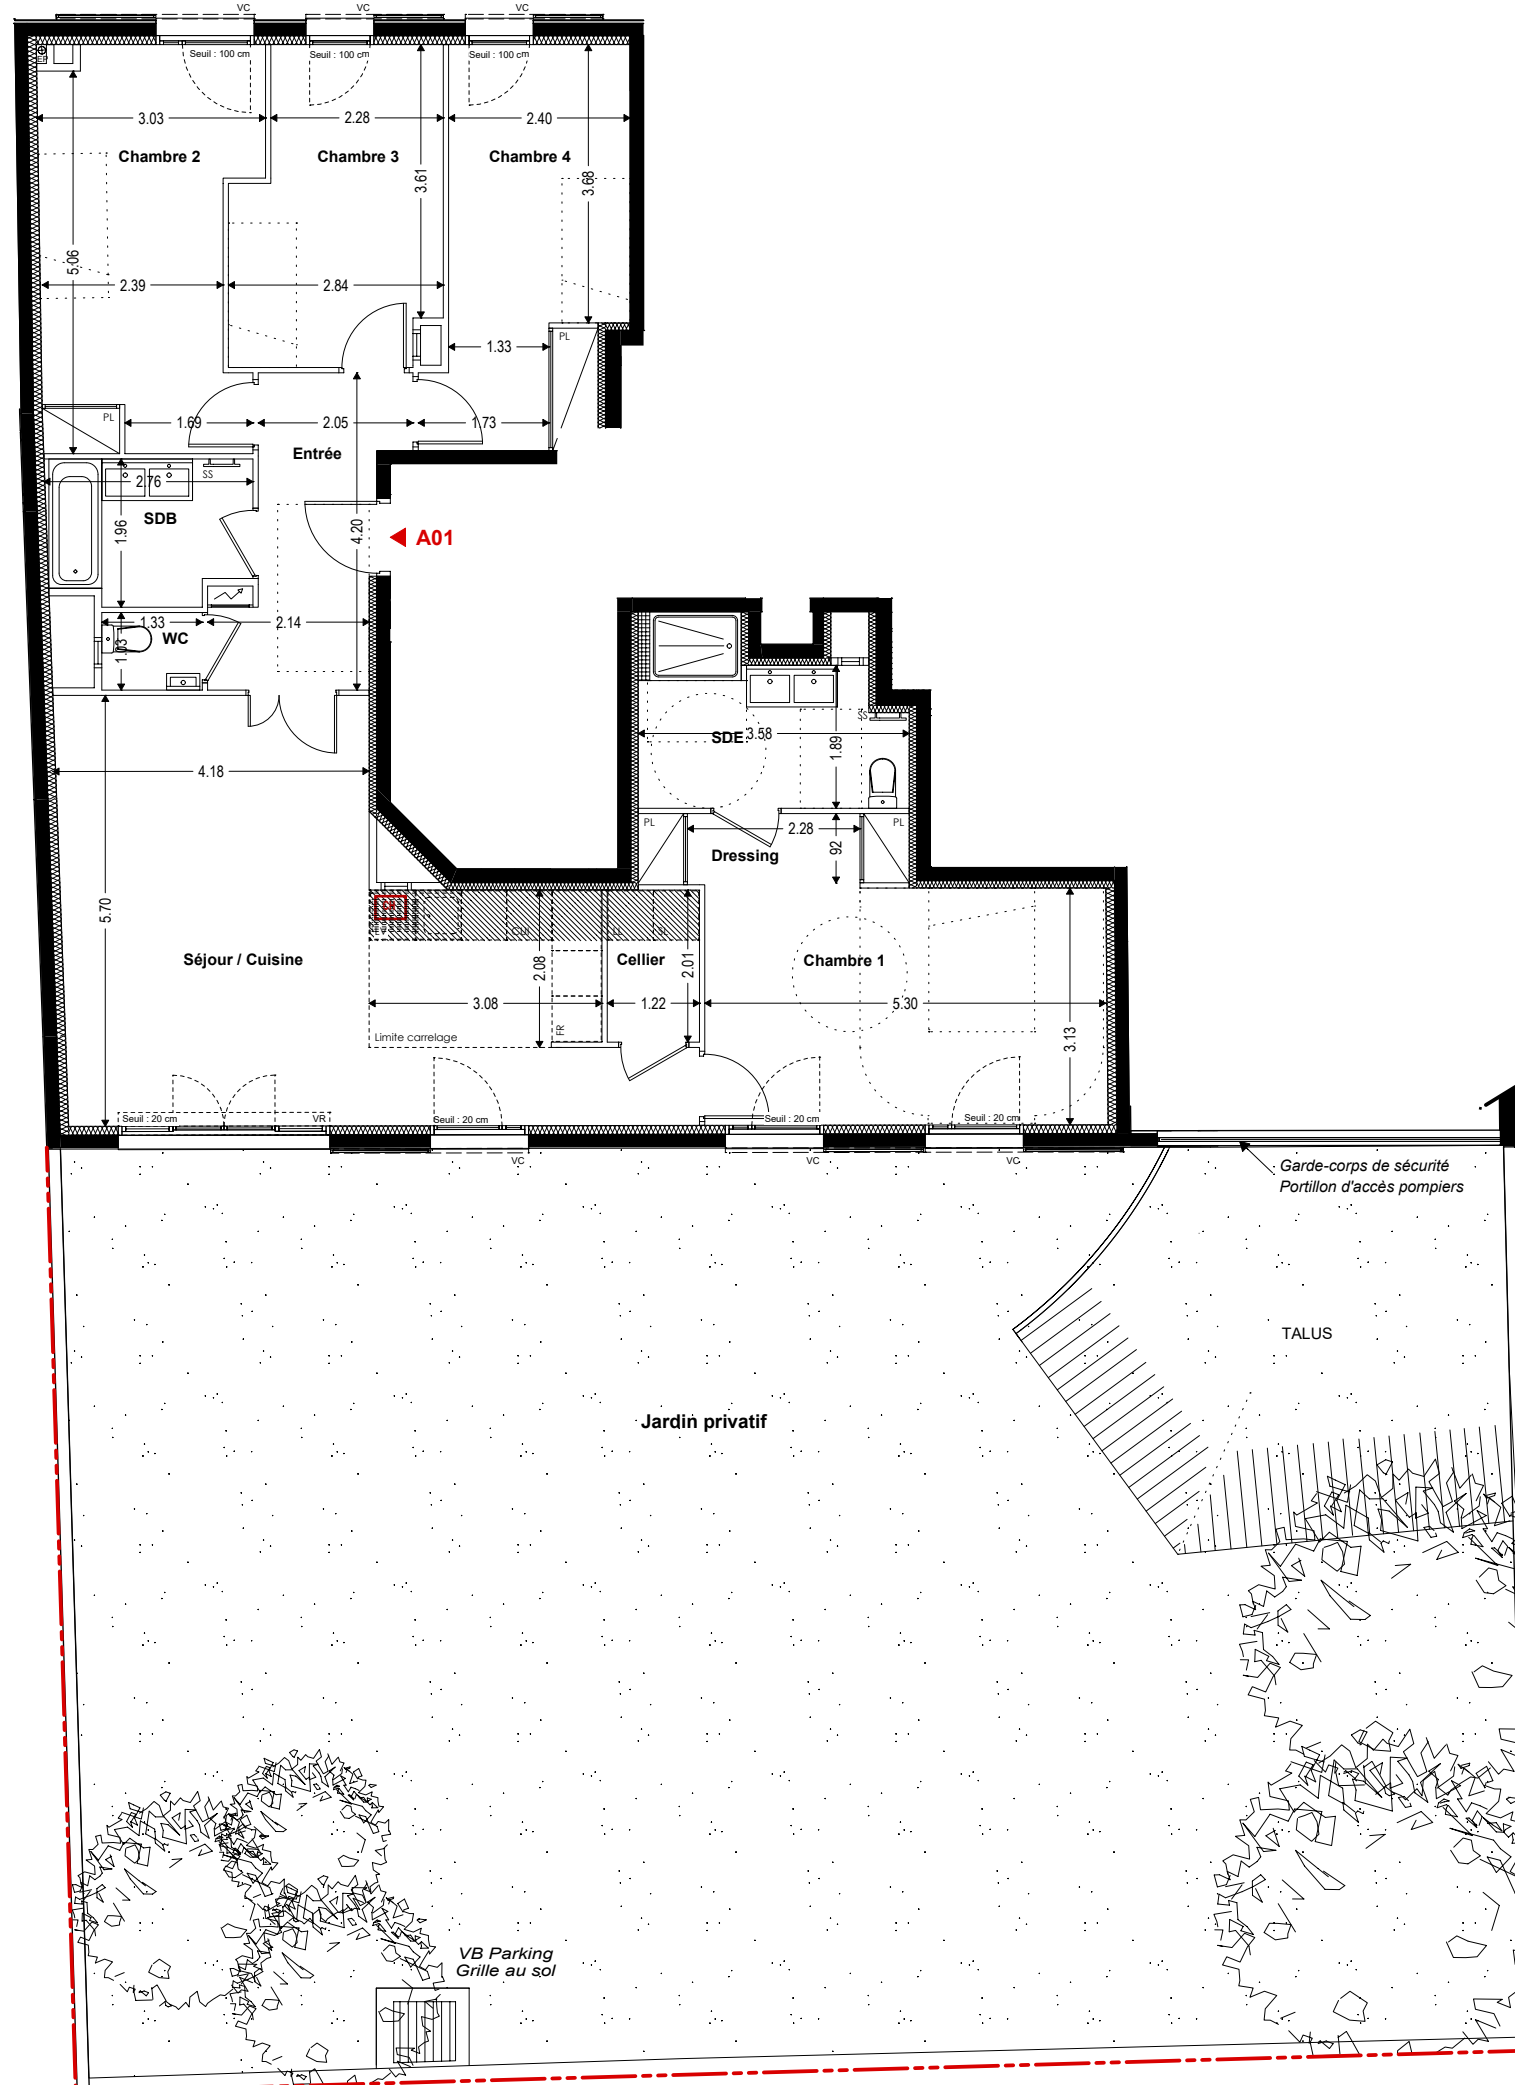 VC
VC
VC
Seuil : 100 cm
Seuil : 100 cm
Seuil : 100 cm
EP
3.03
2.28
2.40
Chambre 2
Chambre 3
Chambre 4
3.61
3.68
5.06
2.39
2.84
1.33
PL
PL
1.69
2.05
1.73
Entrée
SS
2.76
SDB
1.96
4.20
A01
1.33
2.14
WC
1.03
SS
SDE
3.58
1.89
4.18
PL
2.28
PL
92
Dressing
5.70
CUI
LL
SL
Séjour / Cuisine
2.08
Cellier
2.01
Chambre 1
3.08
1.22
5.30
FR
Limite carrelage
3.13
Seuil : 20 cm
VR
Seuil : 20 cm
Seuil : 20 cm
Seuil : 20 cm
VC
VC
VC
Garde-corps de sécurité
Portillon d'accès pompiers
TALUS
Jardin privatif
VB Parking
Grille au sol